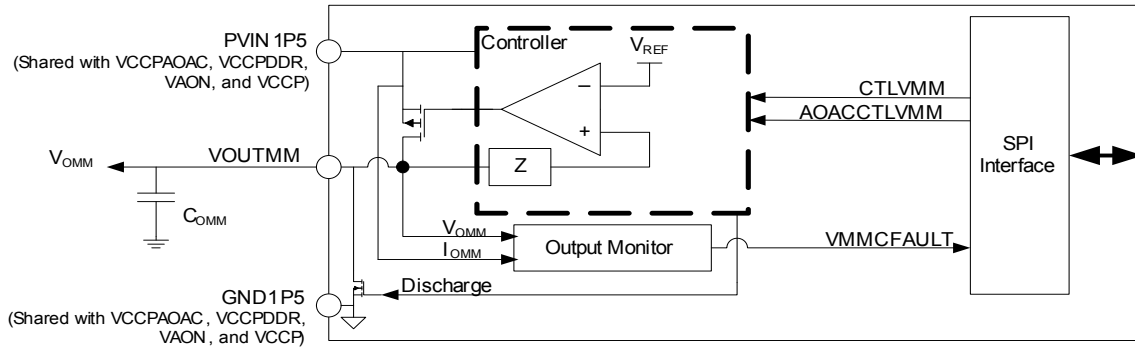 PVIN 1P5
(Shared with VCCPAOAC, VCCPDDR,
VAON, and VCCP)
Controller
VREF
−
+
Z
CTLVMM
AOACCTLVMM
SPI
Interface
VOMM
VOUTMM
COMM
VOMM
IOMM
Output Monitor
VMMCFAULT
Discharge
GND1P5
(Shared with VCCPAOAC, VCCPDDR,
VAON, and VCCP)